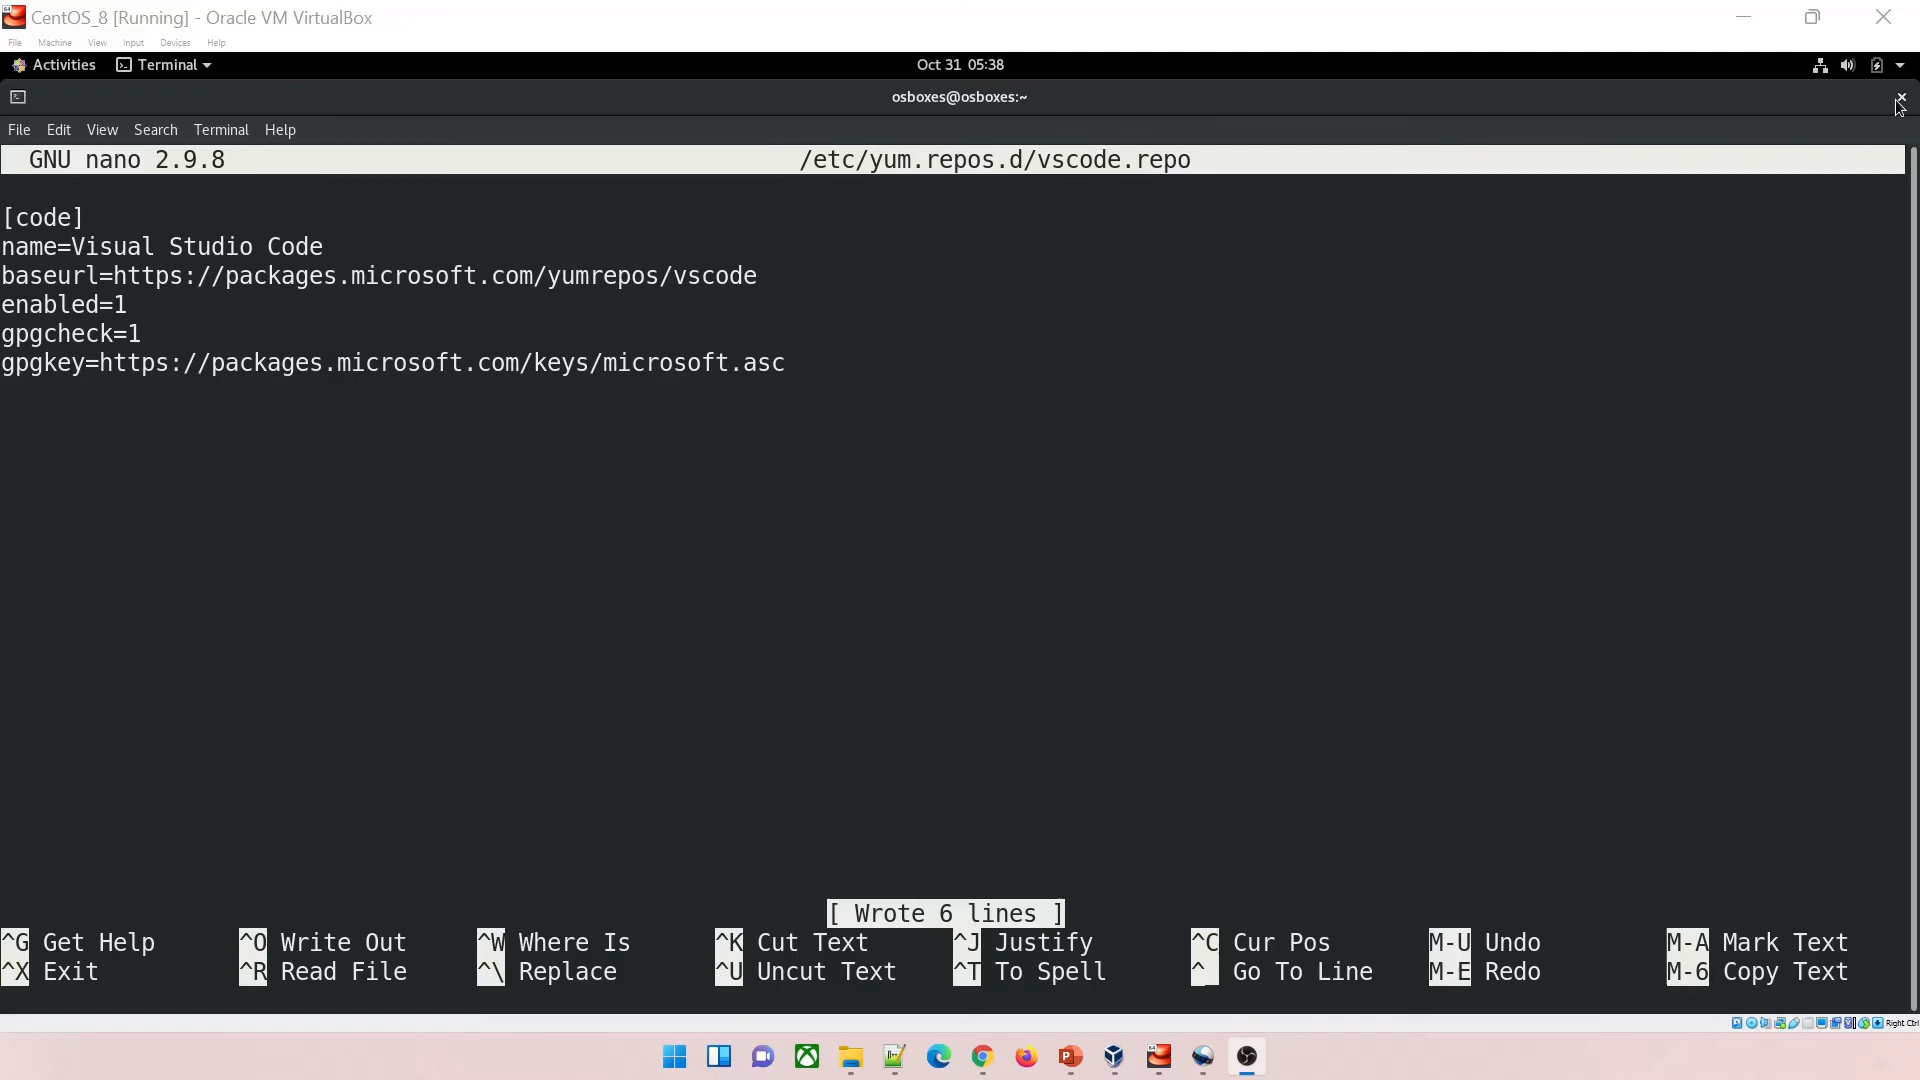 CentOS_8 [Running] - Oracle VM VirtualBox
File Machine View Input Devices Help
Activities Terminal Oct 31 05:38
osboxes@osboxes:~
File Edit View Search Terminal Help
GNU nano 2.9.8 /etc/yum.repos.d/vscode.repo
[code]
name=Visual Studio Code
baseurl=https://packages.microsoft.com/yumrepos/vscode
enabled=1
gpgcheck=1
gpgkey=https://packages.microsoft.com/keys/microsoft.asc
[ Wrote 6 lines ]
^G Get Help ^O Write Out ^W Where Is ^K Cut Text ^J Justify ^C Cur Pos M-U Undo M-A Mark Text
^X Exit ^R Read File ^\ Replace ^U Uncut Text ^T To Spell ^_ Go To Line M-E Redo M-6 Copy Text
Right Ctrl